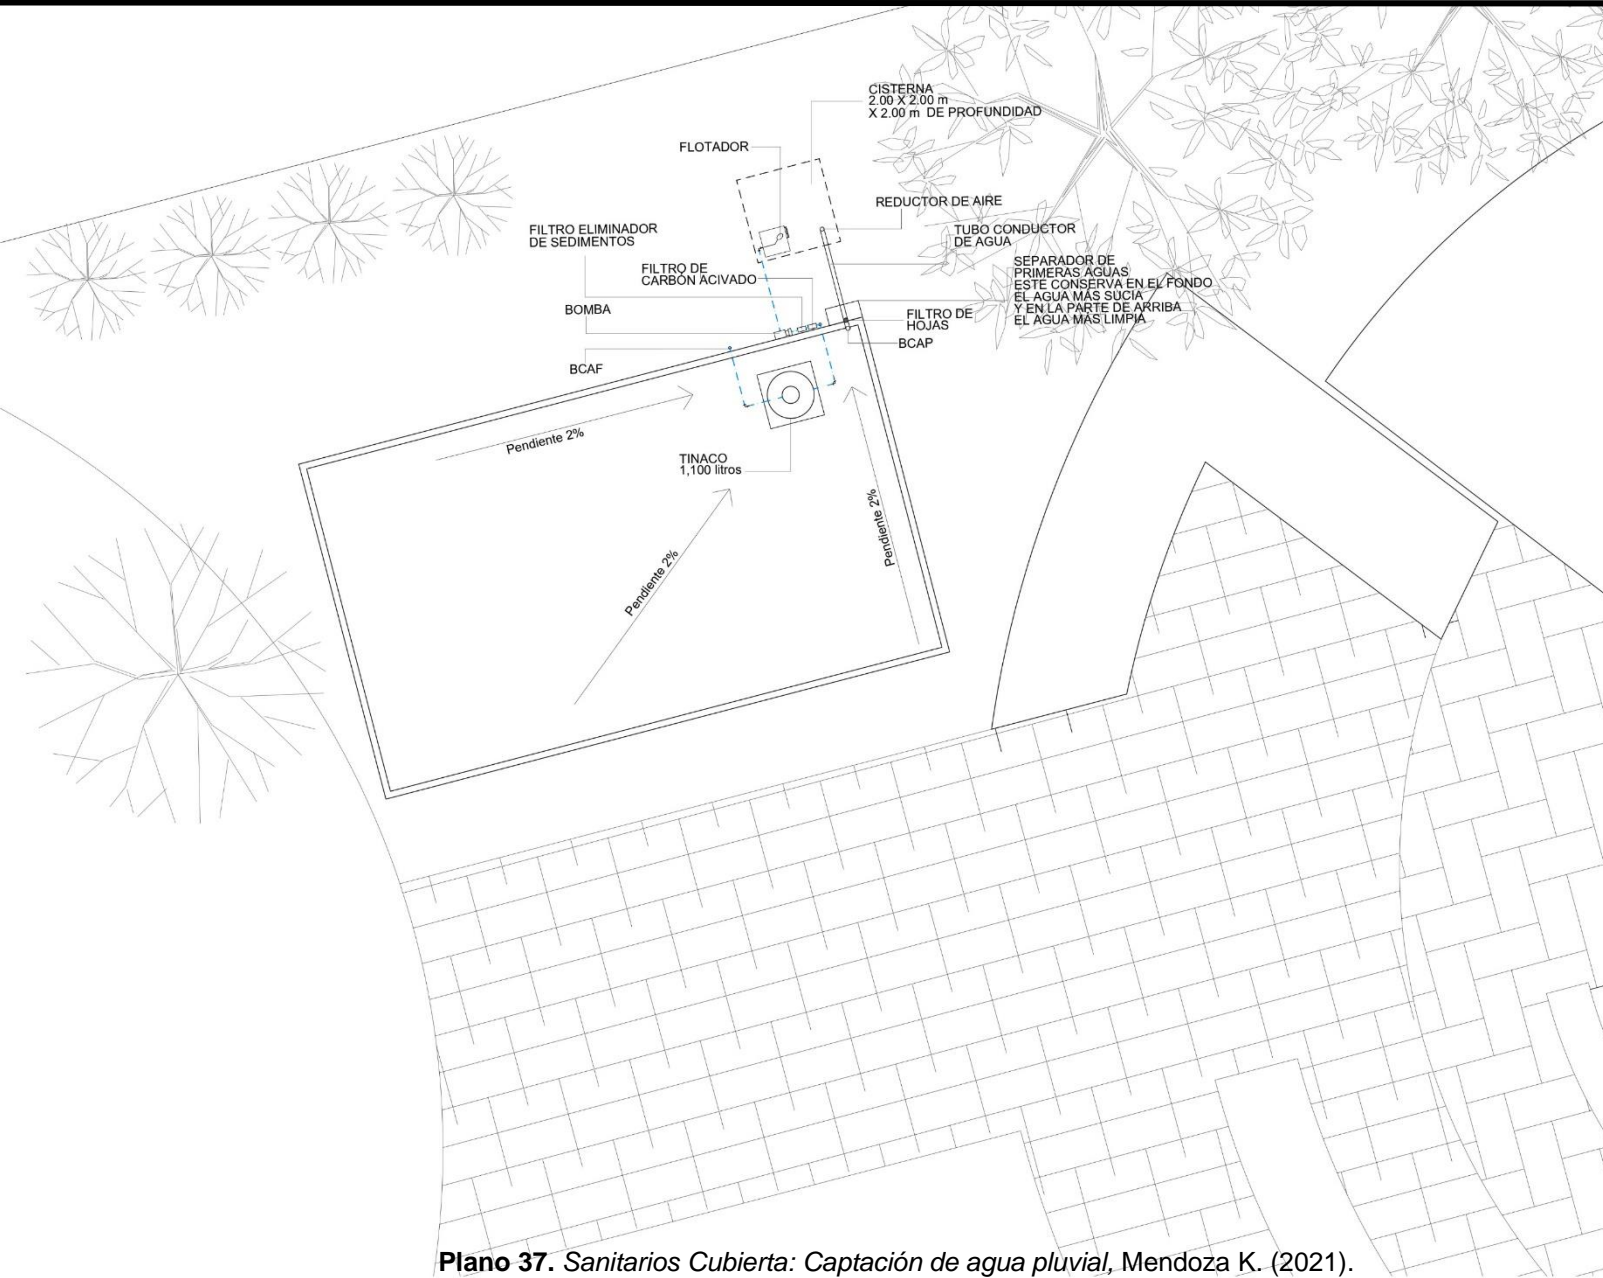 CISTERNA
2.00 X 2.00 m
X 2.00 m DE PROFUNDIDAD
FLOTADOR
REDUCTOR DE AIRE
FILTRO ELIMINADOR
DE SEDIMENTOS
TUBO CONDUCTOR
DE AGUA
FILTRO DE
CARBÓN ACIVADO
SEPARADOR DE
PRIMERAS AGUAS
ESTE CONSERVA EN EL FONDO
EL AGUA MÁS SUCIA
Y EN LA PARTE DE ARRIBA
EL AGUA MÁS LIMPIA
BOMBA
FILTRO DE
HOJAS
BCAP
BCAF
Pendiente 2%
TINACO
1,100 litros
Pendiente 2%
Pendiente 2%
Plano 37. Sanitarios Cubierta: Captación de agua pluvial, Mendoza K. (2021).